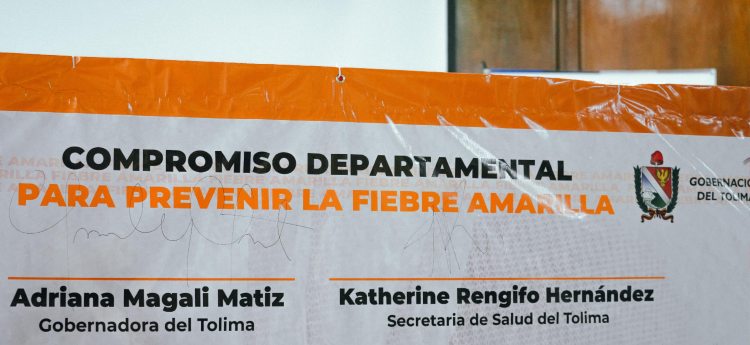 COMPROMISO DEPARTAMENTAL
PARA PREVENIR LA FIEBRE AMARILLA
GOBERNACIÓ
DEL TOLIMA
Adriana Magali Matiz
Gobernadora del Tolima
Katherine Rengifo Hernández
Secretaria de Salud del Tolima